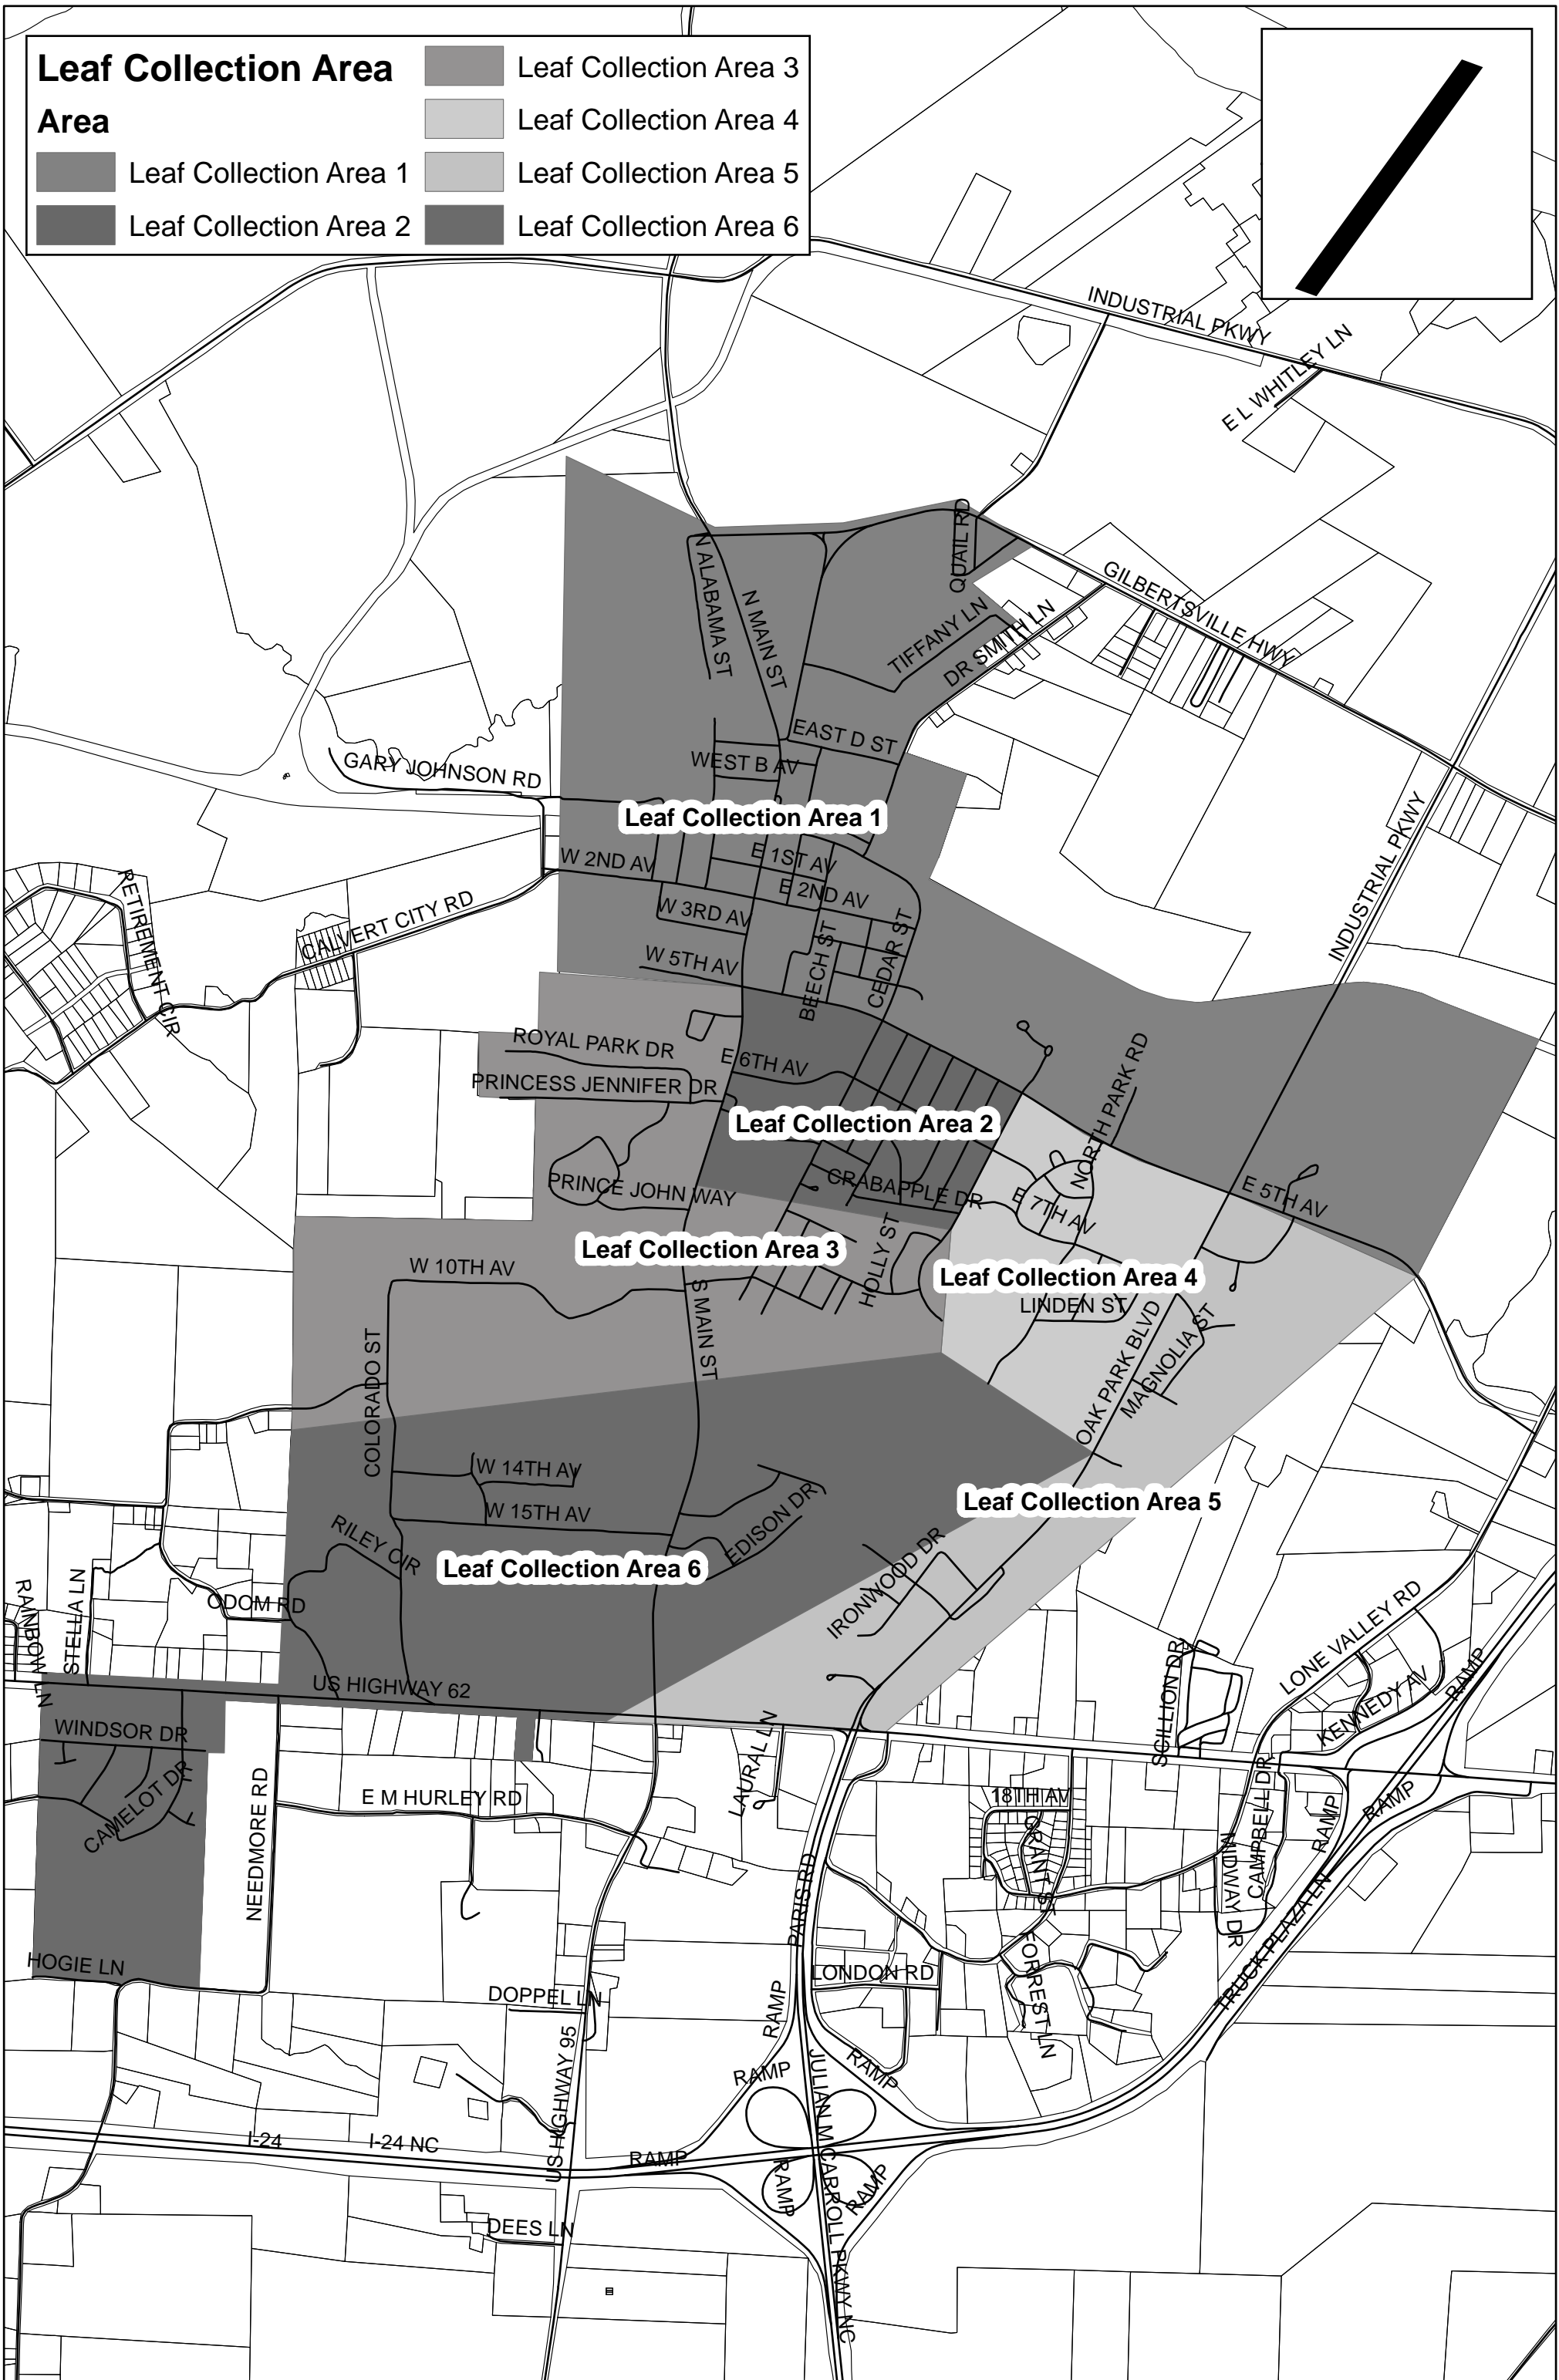 Leaf Collection Area
Area
Leaf Collection Area 1
Leaf Collection Area 2
Leaf Collection Area 3
Leaf Collection Area 4
Leaf Collection Area 5
Leaf Collection Area 6
INDUSTRIAL PKWY
E L WHITLEY LN
QUAIL RD
N ALABAMA ST
N MAIN ST
GILBERTSVILLE HWY
TIFFANY LN
DR SMITH LN
EAST D ST
WEST B AV
GARY JOHNSON RD
Leaf Collection Area 1
INDUSTRIAL PKWY
W 2ND AV
E 1ST AV
E 2ND AV
RETIREMENT CIR
CALVERT CITY RD
W 3RD AV
BEECH ST
CEDAR ST
W 5TH AV
ROYAL PARK DR
E 6TH AV
NORTH PARK RD
PRINCESS JENNIFER DR
Leaf Collection Area 2
PRINCE JOHN WAY
CRABAPPLE DR
E 7TH AV
E 5TH AV
Leaf Collection Area 3
HOLLY ST
W 10TH AV
Leaf Collection Area 4
LINDEN ST
S MAIN ST
COLORADO ST
OAK PARK BLVD
MAGNOLIA ST
W 14TH AV
W 15TH AV
EDISON DR
Leaf Collection Area 5
RILEY CIR
Leaf Collection Area 6
IRONWOOD DR
RAINBOW LN
STELLA LN
ODOM RD
LONE VALLEY RD
SCILLION DR
KENNEDY AV
RAMP
US HIGHWAY 62
WINDSOR DR
CAMELOT DR
NEEDMORE RD
E M HURLEY RD
LAURAL LN
18TH AV
GRANT ST
MIDWAY DR
CAMPBELL DR
RAMP
RAMP
PARIS RD
TRUCK PLAZA LN
HOGIE LN
LONDON RD
FORREST LN
DOPPEL LN
RAMP
US HIGHWAY 95
RAMP
RAMP
JULIAN M CARROLL PKWY NC
I-24
I-24 NC
RAMP
RAMP
RAMP
DEES LN